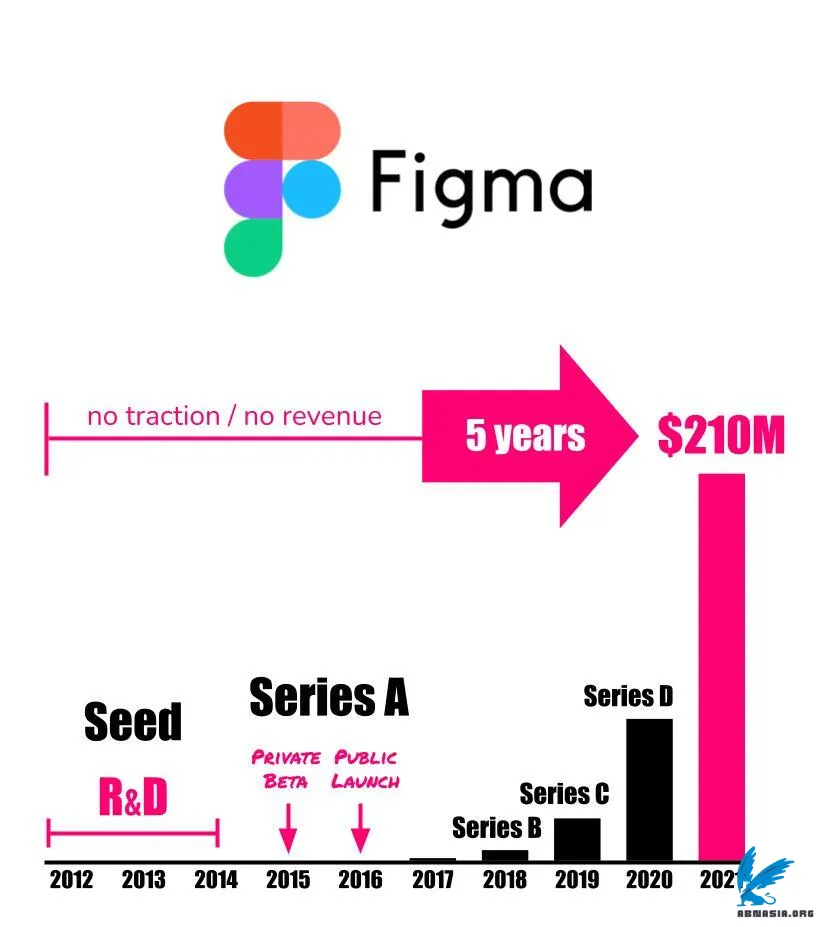 Figma
no traction / no revenue
5 years
$210M
Series D
Seed
Series A
Private
Beta
Public
Launch
R&D
Series C
Series B
2012 2013 2014 2015 2016 2017 2018 2019 2020 2021
ABNASIA.ORG